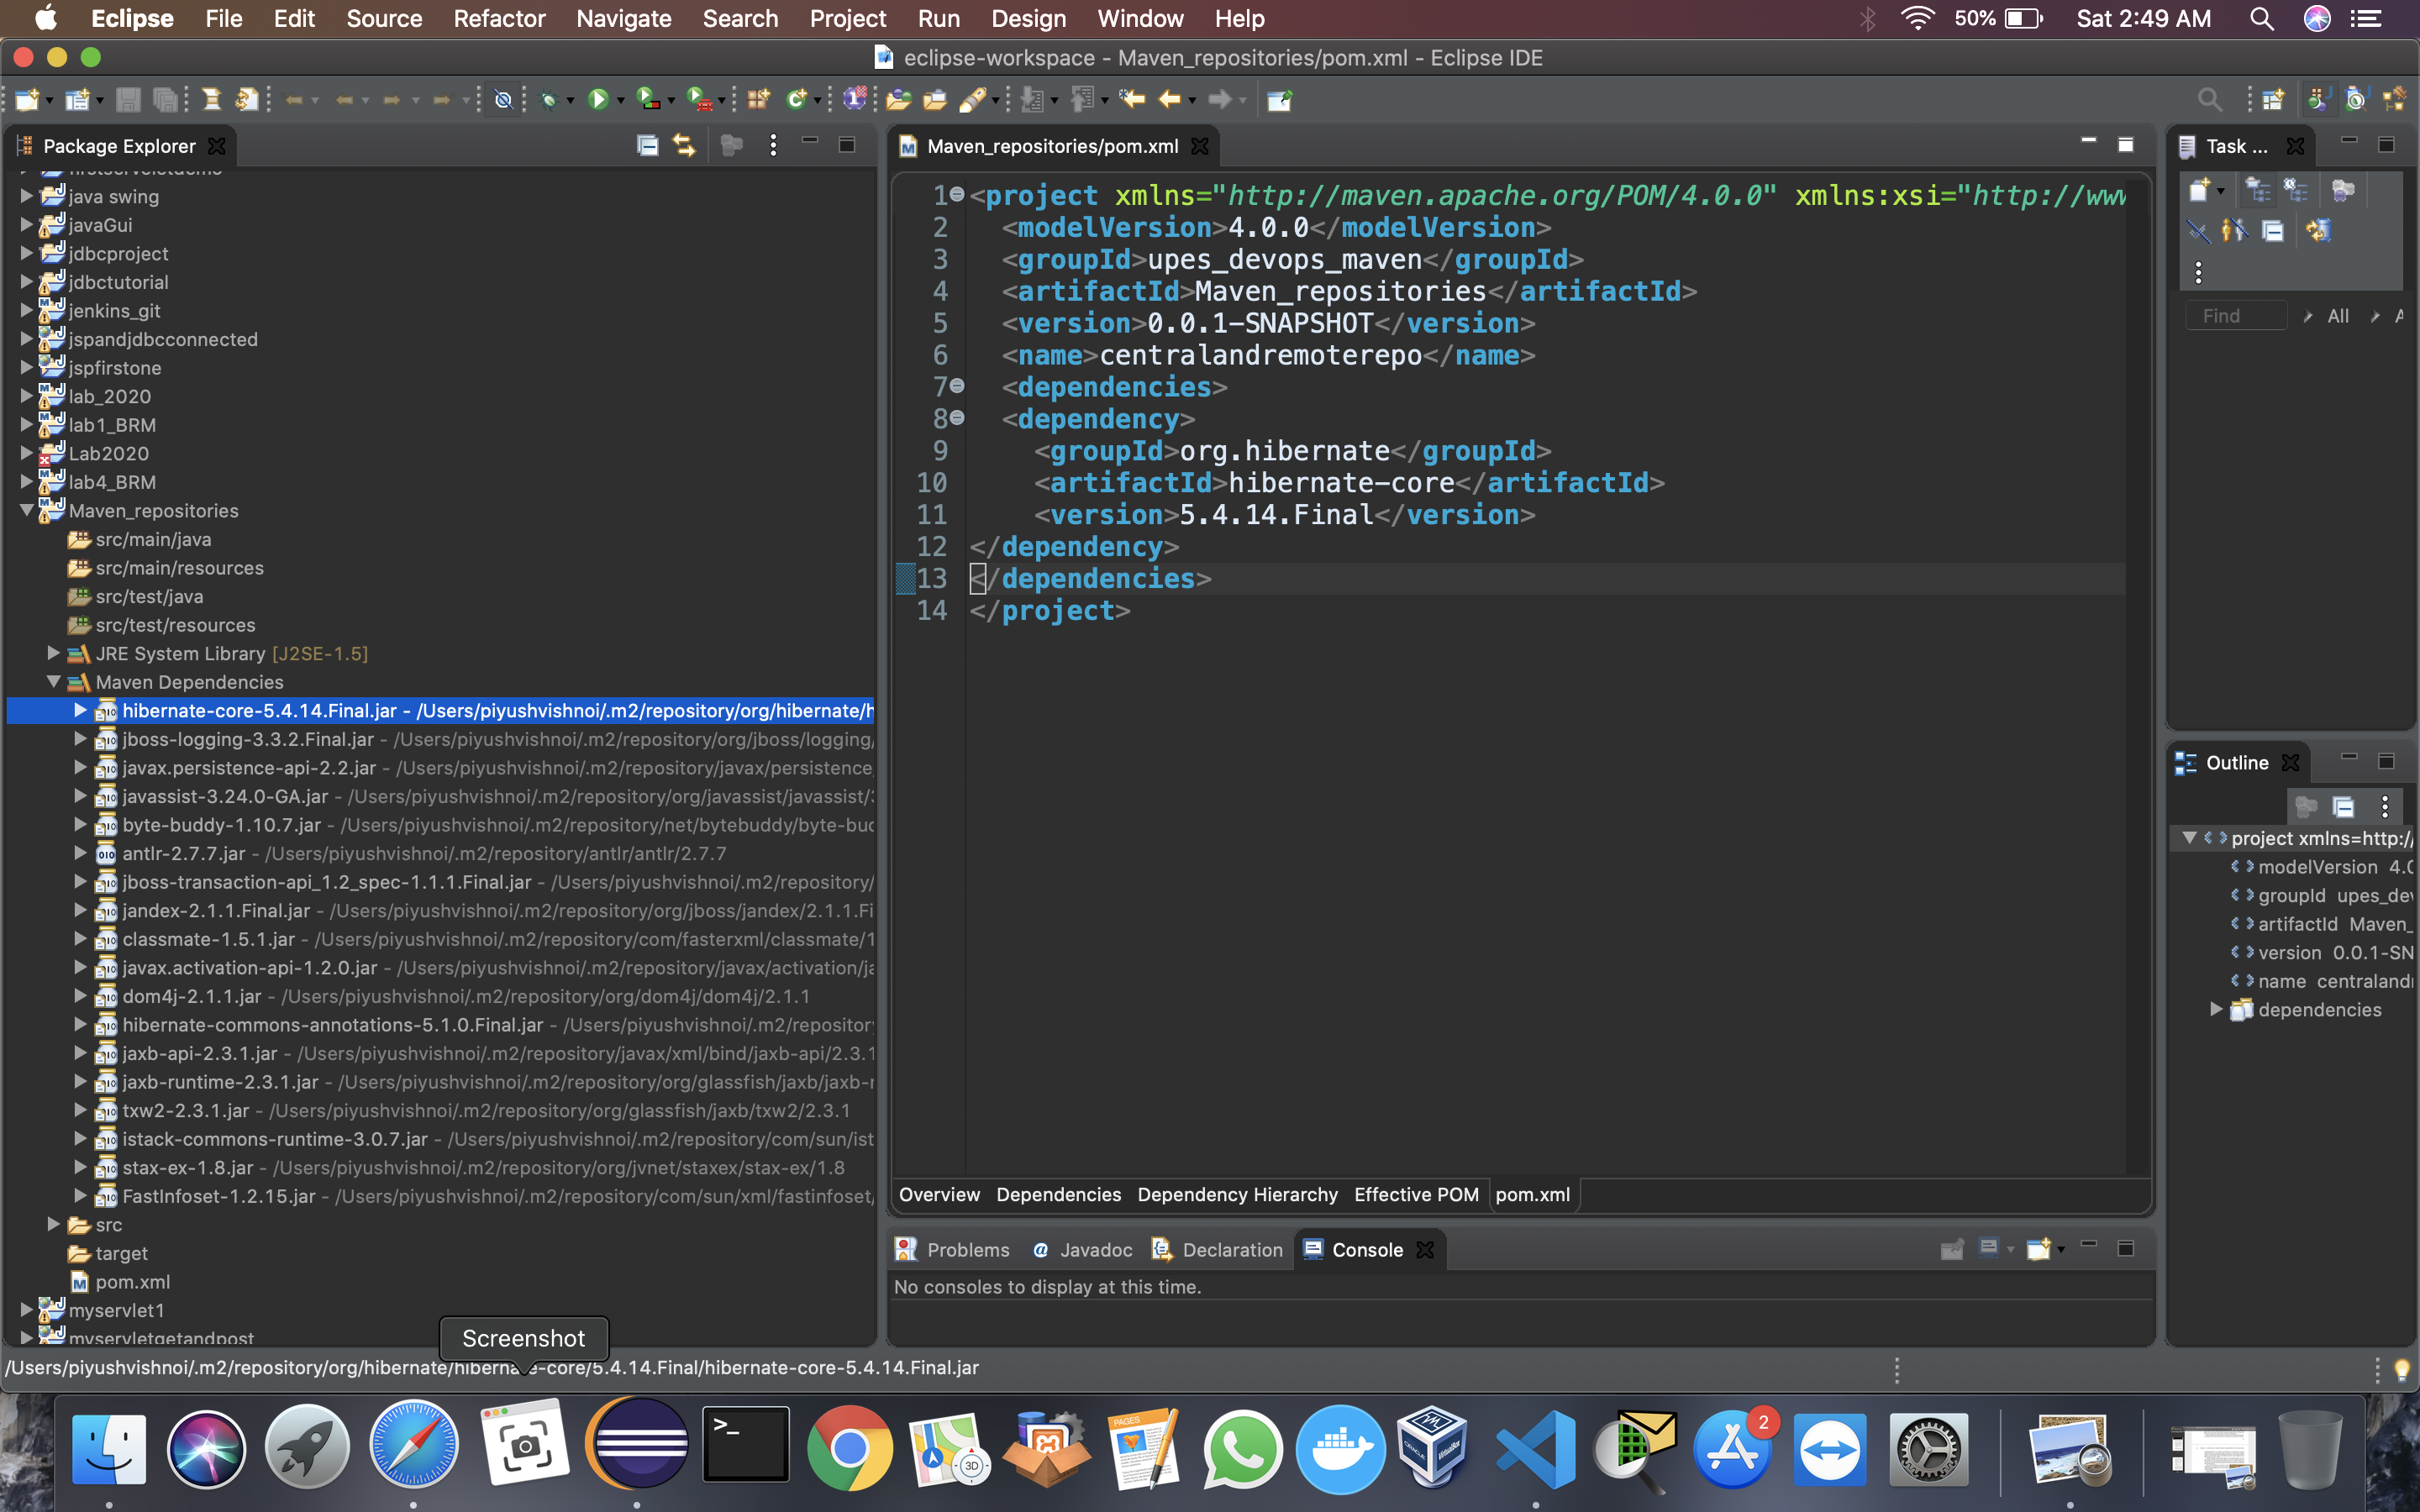 Eclipse File Edit Source Refactor Navigate Search Project Run Design Window Help 50% Sat 2:49 AM
eclipse-workspace - Maven_repositories/pom.xml - Eclipse IDE
Package Explorer
firstservletdemo
java swing
javaGui
jdbcproject
jdbctutorial
jenkins_git
jspandjdbcconnected
jspfirstone
lab_2020
lab1_BRM
Lab2020
lab4_BRM
Maven_repositories
src/main/java
src/main/resources
src/test/java
src/test/resources
JRE System Library [J2SE-1.5]
Maven Dependencies
hibernate-core-5.4.14.Final.jar - /Users/piyushvishnoi/.m2/repository/org/hibernate/h
jboss-logging-3.3.2.Final.jar - /Users/piyushvishnoi/.m2/repository/org/jboss/logging/
javax.persistence-api-2.2.jar - /Users/piyushvishnoi/.m2/repository/javax/persistence
javassist-3.24.0-GA.jar - /Users/piyushvishnoi/.m2/repository/org/javassist/javassist/3
byte-buddy-1.10.7.jar - /Users/piyushvishnoi/.m2/repository/net/bytebuddy/byte-bud
antlr-2.7.7.jar - /Users/piyushvishnoi/.m2/repository/antlr/antlr/2.7.7
jboss-transaction-api_1.2_spec-1.1.1.Final.jar - /Users/piyushvishnoi/.m2/repository/
jandex-2.1.1.Final.jar - /Users/piyushvishnoi/.m2/repository/org/jboss/jandex/2.1.1.Fi
classmate-1.5.1.jar - /Users/piyushvishnoi/.m2/repository/com/fasterxml/classmate/1
javax.activation-api-1.2.0.jar - /Users/piyushvishnoi/.m2/repository/javax/activation/ja
dom4j-2.1.1.jar - /Users/piyushvishnoi/.m2/repository/org/dom4j/dom4j/2.1.1
hibernate-commons-annotations-5.1.0.Final.jar - /Users/piyushvishnoi/.m2/repository
jaxb-api-2.3.1.jar - /Users/piyushvishnoi/.m2/repository/javax/xml/bind/jaxb-api/2.3.1
jaxb-runtime-2.3.1.jar - /Users/piyushvishnoi/.m2/repository/org/glassfish/jaxb/jaxb-r
txw2-2.3.1.jar - /Users/piyushvishnoi/.m2/repository/org/glassfish/jaxb/txw2/2.3.1
istack-commons-runtime-3.0.7.jar - /Users/piyushvishnoi/.m2/repository/com/sun/ist
stax-ex-1.8.jar - /Users/piyushvishnoi/.m2/repository/org/jvnet/staxex/stax-ex/1.8
FastInfoset-1.2.15.jar - /Users/piyushvishnoi/.m2/repository/com/sun/xml/fastinfoset/
src
target
pom.xml
myservlet1
myservletgetandpost
Maven_repositories/pom.xml
1 <project xmlns="http://maven.apache.org/POM/4.0.0" xmlns:xsi="http://www
2 <modelVersion>4.0.0</modelVersion>
3 <groupId>upes_devops_maven</groupId>
4 <artifactId>Maven_repositories</artifactId>
5 <version>0.0.1-SNAPSHOT</version>
6 <name>centralandremoterepo</name>
7 <dependencies>
8 <dependency>
9 <groupId>org.hibernate</groupId>
10 <artifactId>hibernate-core</artifactId>
11 <version>5.4.14.Final</version>
12 </dependency>
13 </dependencies>
14 </project>
Overview Dependencies Dependency Hierarchy Effective POM pom.xml
Problems Javadoc Declaration Console
No consoles to display at this time.
Task ...
Find All A
Outline
project xmlns=http:/
modelVersion 4.0
groupId upes_dev
artifactId Maven_
version 0.0.1-SN
name centraland
dependencies
Screenshot
/Users/piyushvishnoi/.m2/repository/org/hibernate/hibernate-core/5.4.14.Final/hibernate-core-5.4.14.Final.jar
>_
3D
PAGES
2